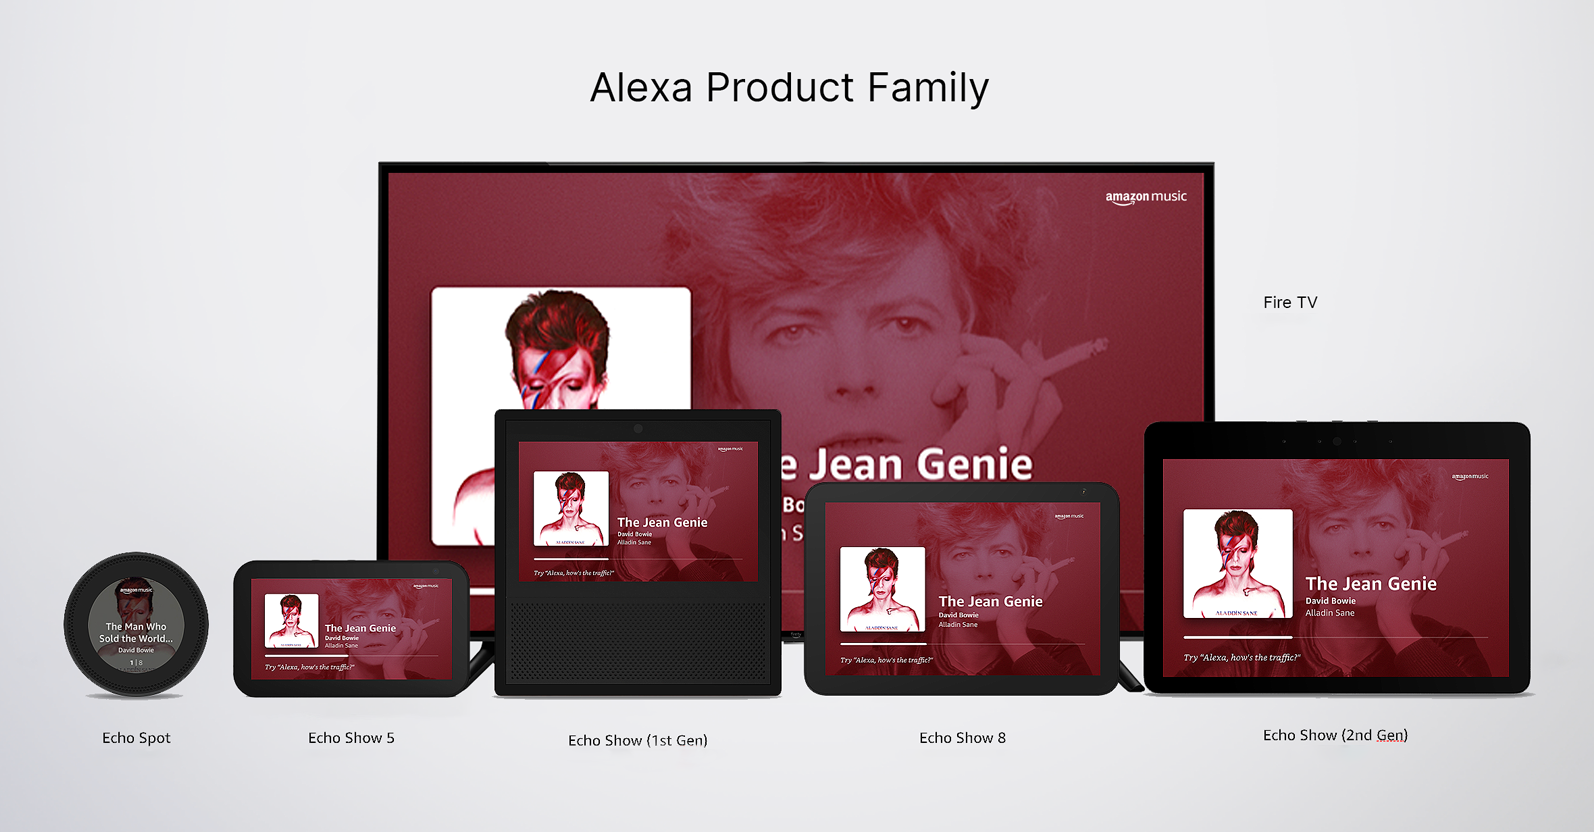 Alexa Product Family
amazon music
Fire TV
e Jean Genie
Bo
n S
amazon music
The Man Who
Sold the World...
David Bowie
1 | 8
Echo Spot
amazon music
The Jean Genie
David Bowie
Alladin Sane
Try "Alexa, how's the traffic?"
Echo Show 5
amazon music
ALADDIN SANE
The Jean Genie
David Bowie
Alladin Sane
Try "Alexa, how's the traffic?"
Echo Show (1st Gen)
amazon music
ALADDIN SANE
The Jean Genie
David Bowie
Alladin Sane
Try "Alexa, how's the traffic?"
Echo Show 8
amazon music
ALADDIN SANE
The Jean Genie
David Bowie
Alladin Sane
Try "Alexa, how's the traffic?"
Echo Show (2nd Gen)